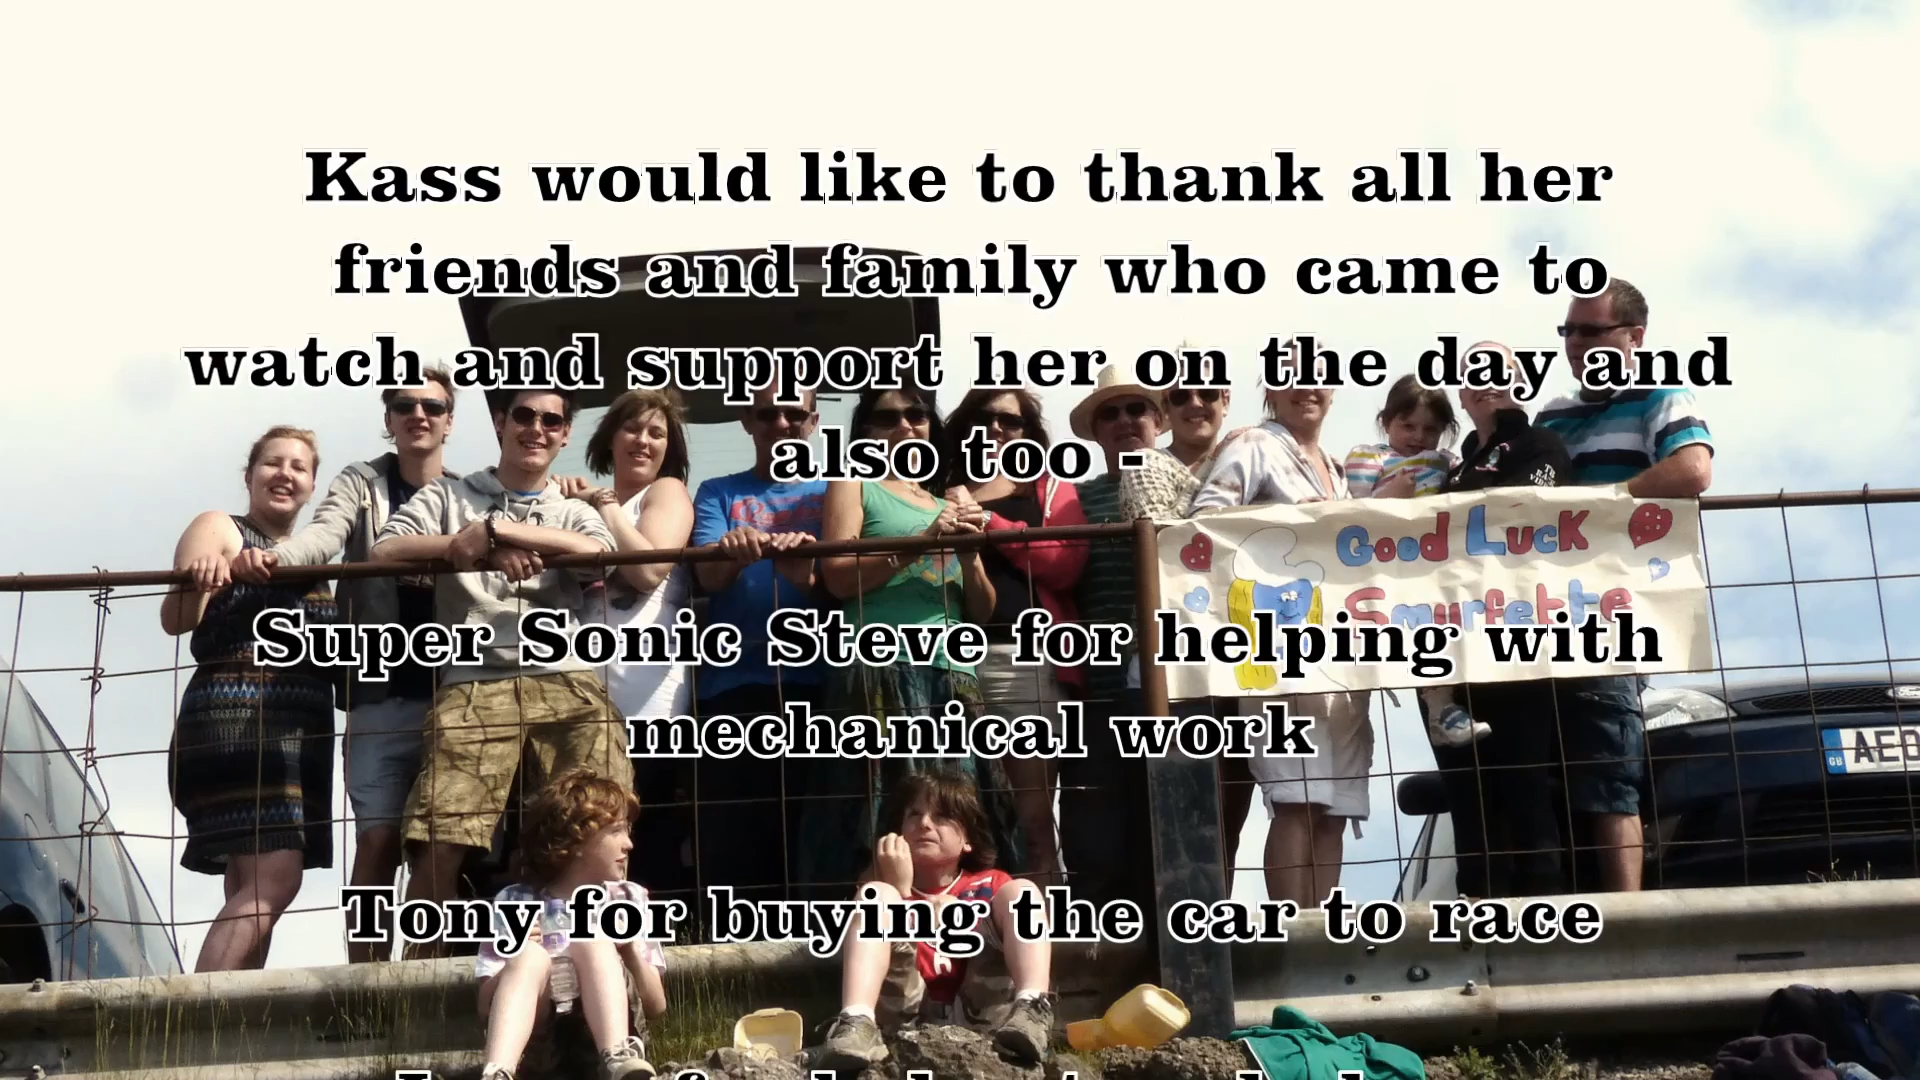 Kass would like to thank all her
friends and family who came to
watch and support her on the day and
also too -
Good Luck
Smurfette
Super Sonic Steve for helping with
mechanical work
GB AEO
Tony for buying the car to race